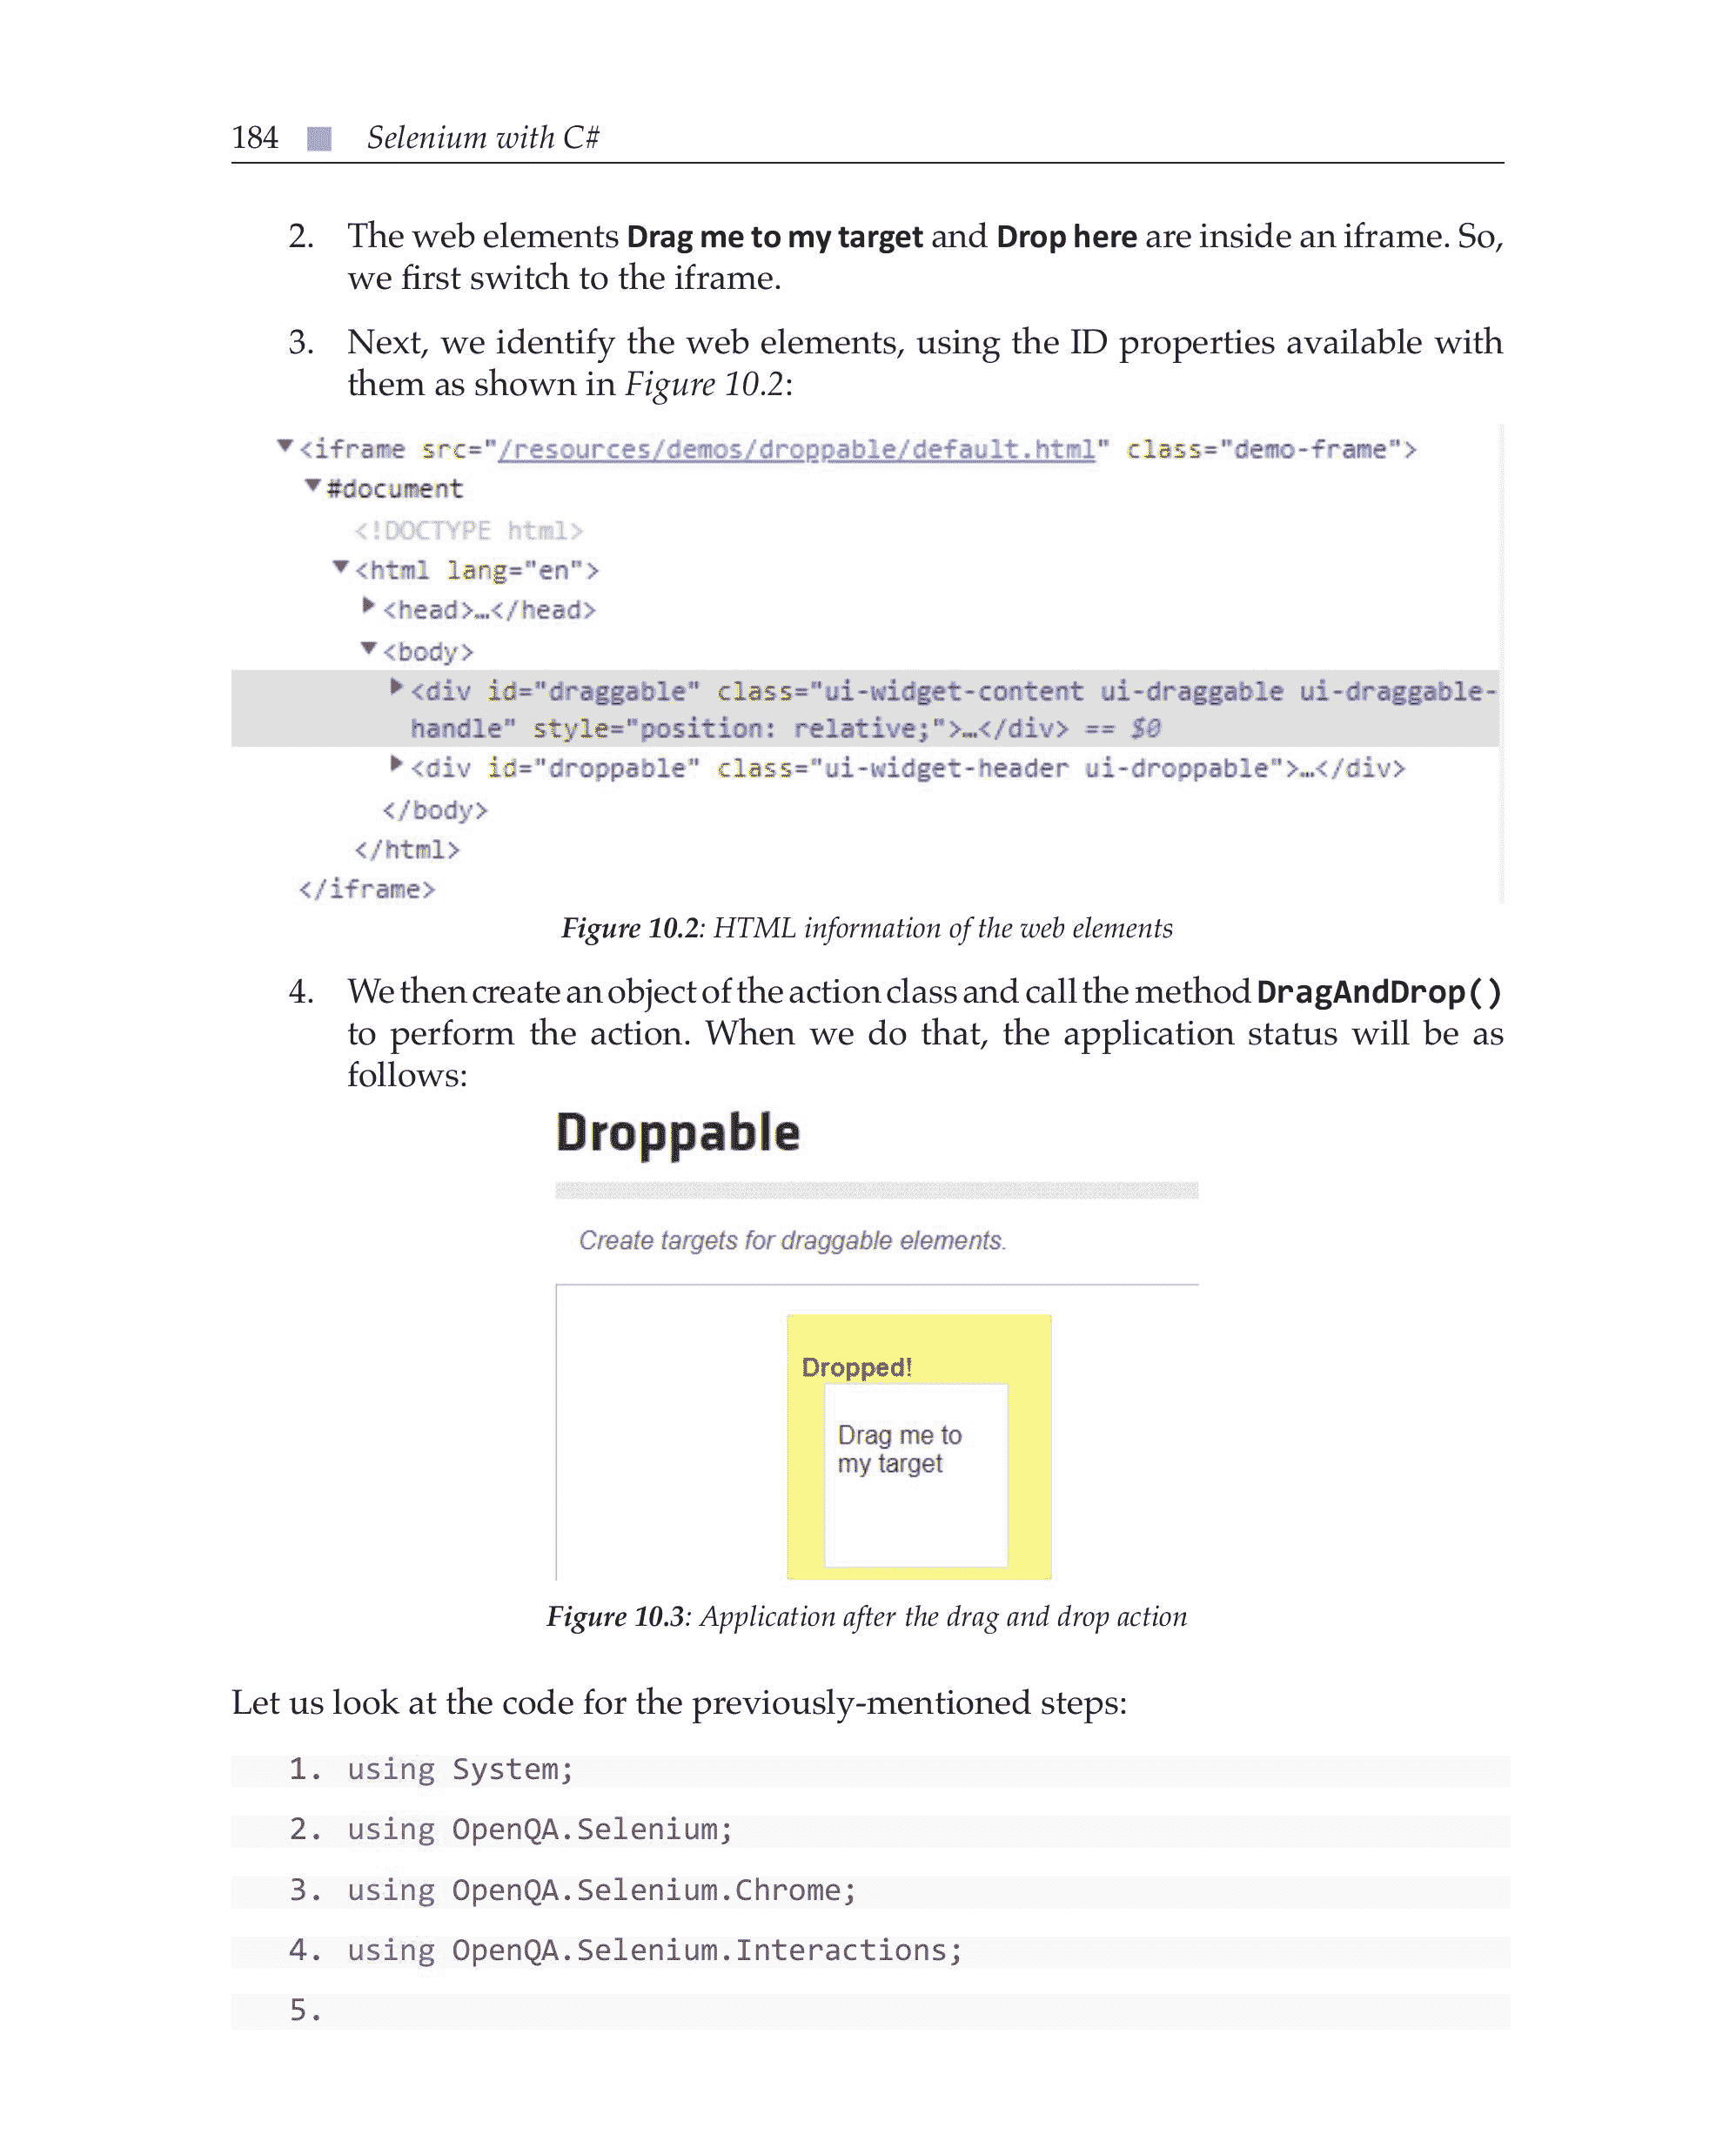 184 Selenium with C#
2. The web elements Drag me to my target and Drop here are inside an iframe. So,
we first switch to the iframe.
3. Next, we identify the web elements, using the ID properties available with
them as shown in Figure 10.2:
▼<iframe src="/resources/demos/droppable/default.html" class="demo-frame">
▼#document
<!DOCTYPE html>
▼<html lang="en">
▶<head>…</head>
▼<body>
▶<div id="draggable" class="ui-widget-content ui-draggable ui-draggable-
handle" style="position: relative;">…</div> == $0
▶<div id="droppable" class="ui-widget-header ui-droppable">…</div>
</body>
</html>
</iframe>
Figure 10.2: HTML information of the web elements
4. We then create an object of the action class and call the method DragAndDrop()
to perform the action. When we do that, the application status will be as
follows:
Droppable
Create targets for draggable elements.
Dropped!
Drag me to
my target
Figure 10.3: Application after the drag and drop action
Let us look at the code for the previously-mentioned steps:
1. using System;
2. using OpenQA.Selenium;
3. using OpenQA.Selenium.Chrome;
4. using OpenQA.Selenium.Interactions;
5.